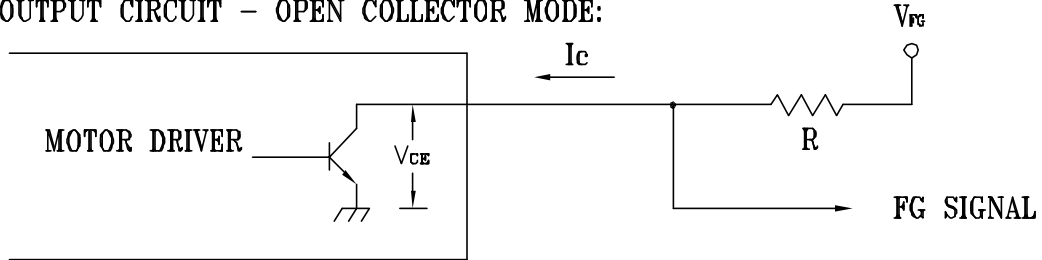 OUTPUT CIRCUIT – OPEN COLLECTOR MODE:
VFG
Ic
MOTOR DRIVER
VCE
R
FG SIGNAL